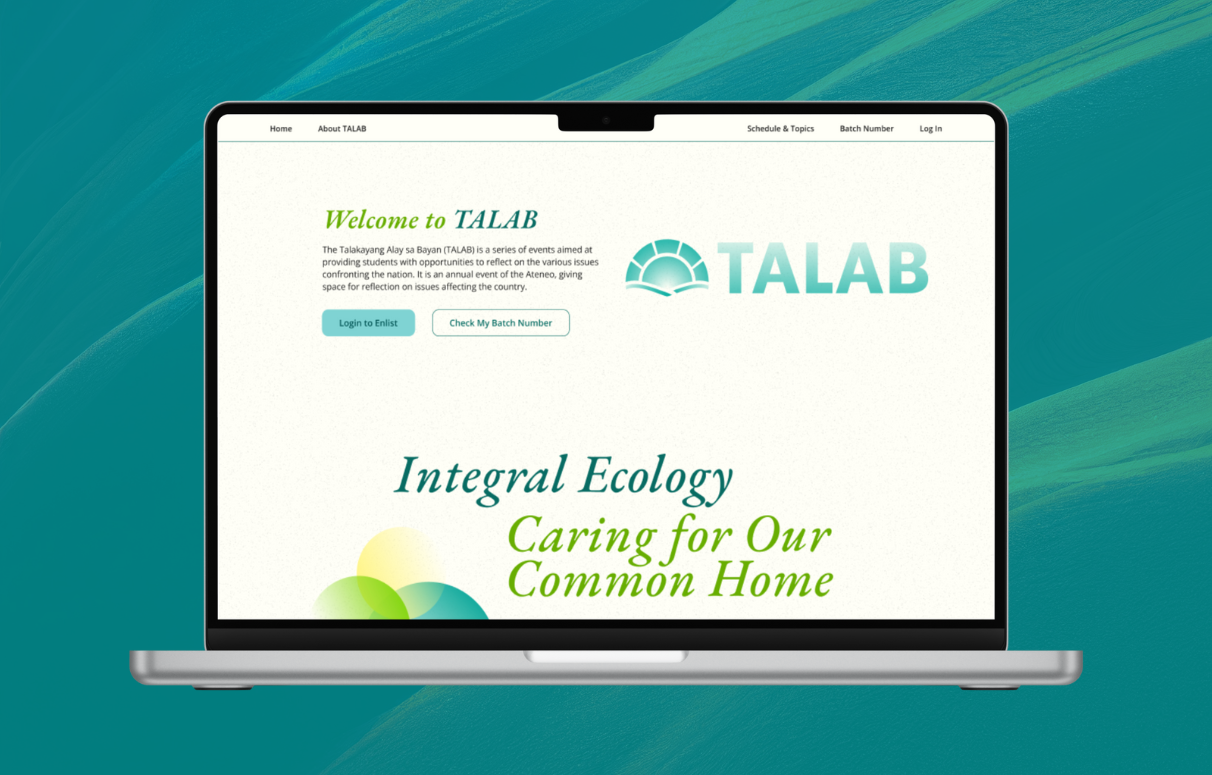 Home About TALAB Schedule & Topics Batch Number Log In
Welcome to TALAB
The Talakayang Alay sa Bayan (TALAB) is a series of events aimed at
providing students with opportunities to reflect on the various issues
confronting the nation. It is an annual event of the Ateneo, giving
space for reflection on issues affecting the country.
Login to Enlist Check My Batch Number
TALAB
Integral Ecology
Caring for Our
Common Home